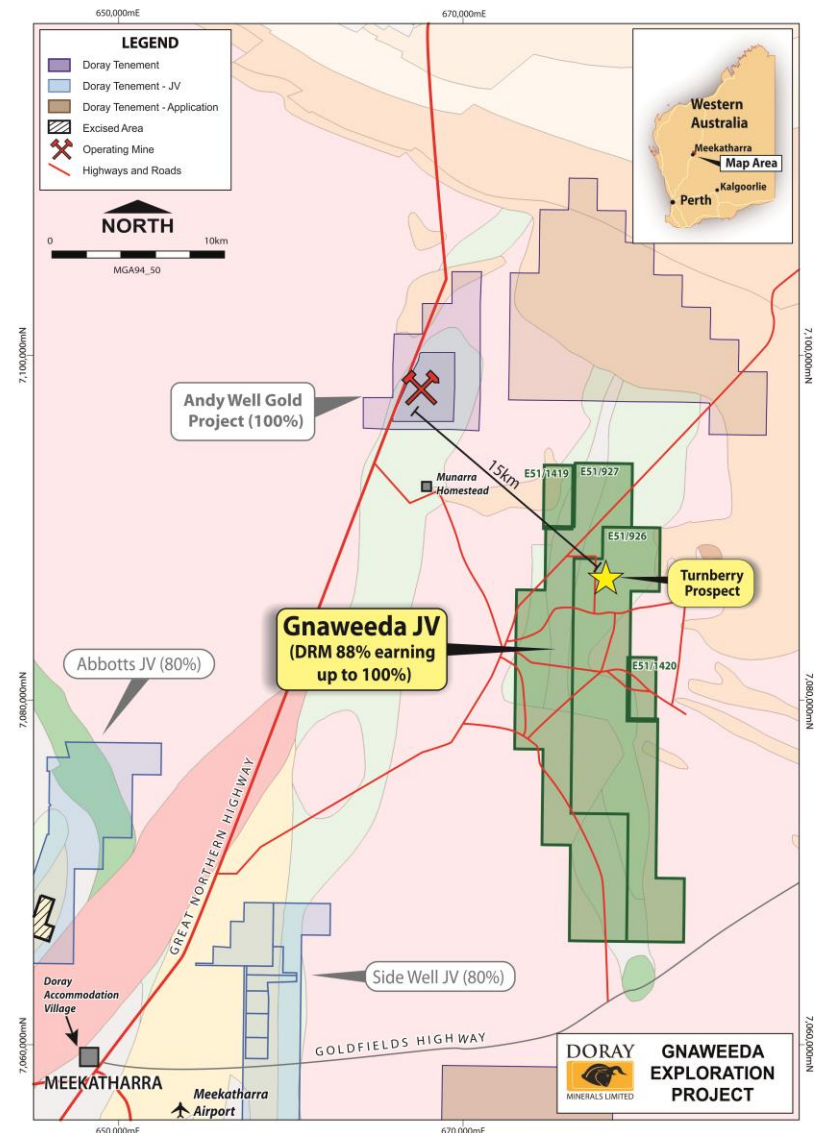 650,000mE
670,000mE
LEGEND
Doray Tenement
Doray Tenement - JV
Doray Tenement - Application
Excised Area
Operating Mine
Highways and Roads
NORTH
0
10km
MGA94_50
Western
Australia
Meekatharra
Map Area
Kalgoorlie
Perth
7,100,000mN
7,100,000mN
Andy Well Gold
Project (100%)
15km
Munarra
Homestead
E51/1419
E51/927
E51/926
Turnberry
Prospect
Gnaweeda JV
(DRM 88% earning
up to 100%)
E51/1420
Abbotts JV (80%)
7,080,000mN
7,080,000mN
GREAT NORTHERN HIGHWAY
Side Well JV (80%)
Doray
Accommodation
Village
GOLDFIELDS HIGHWAY
7,060,000mN
7,060,000mN
MEEKATHARRA
Meekatharra
Airport
DORAY
MINERALS LIMITED
GNAWEEDA
EXPLORATION
PROJECT
650,000mE
670,000mE